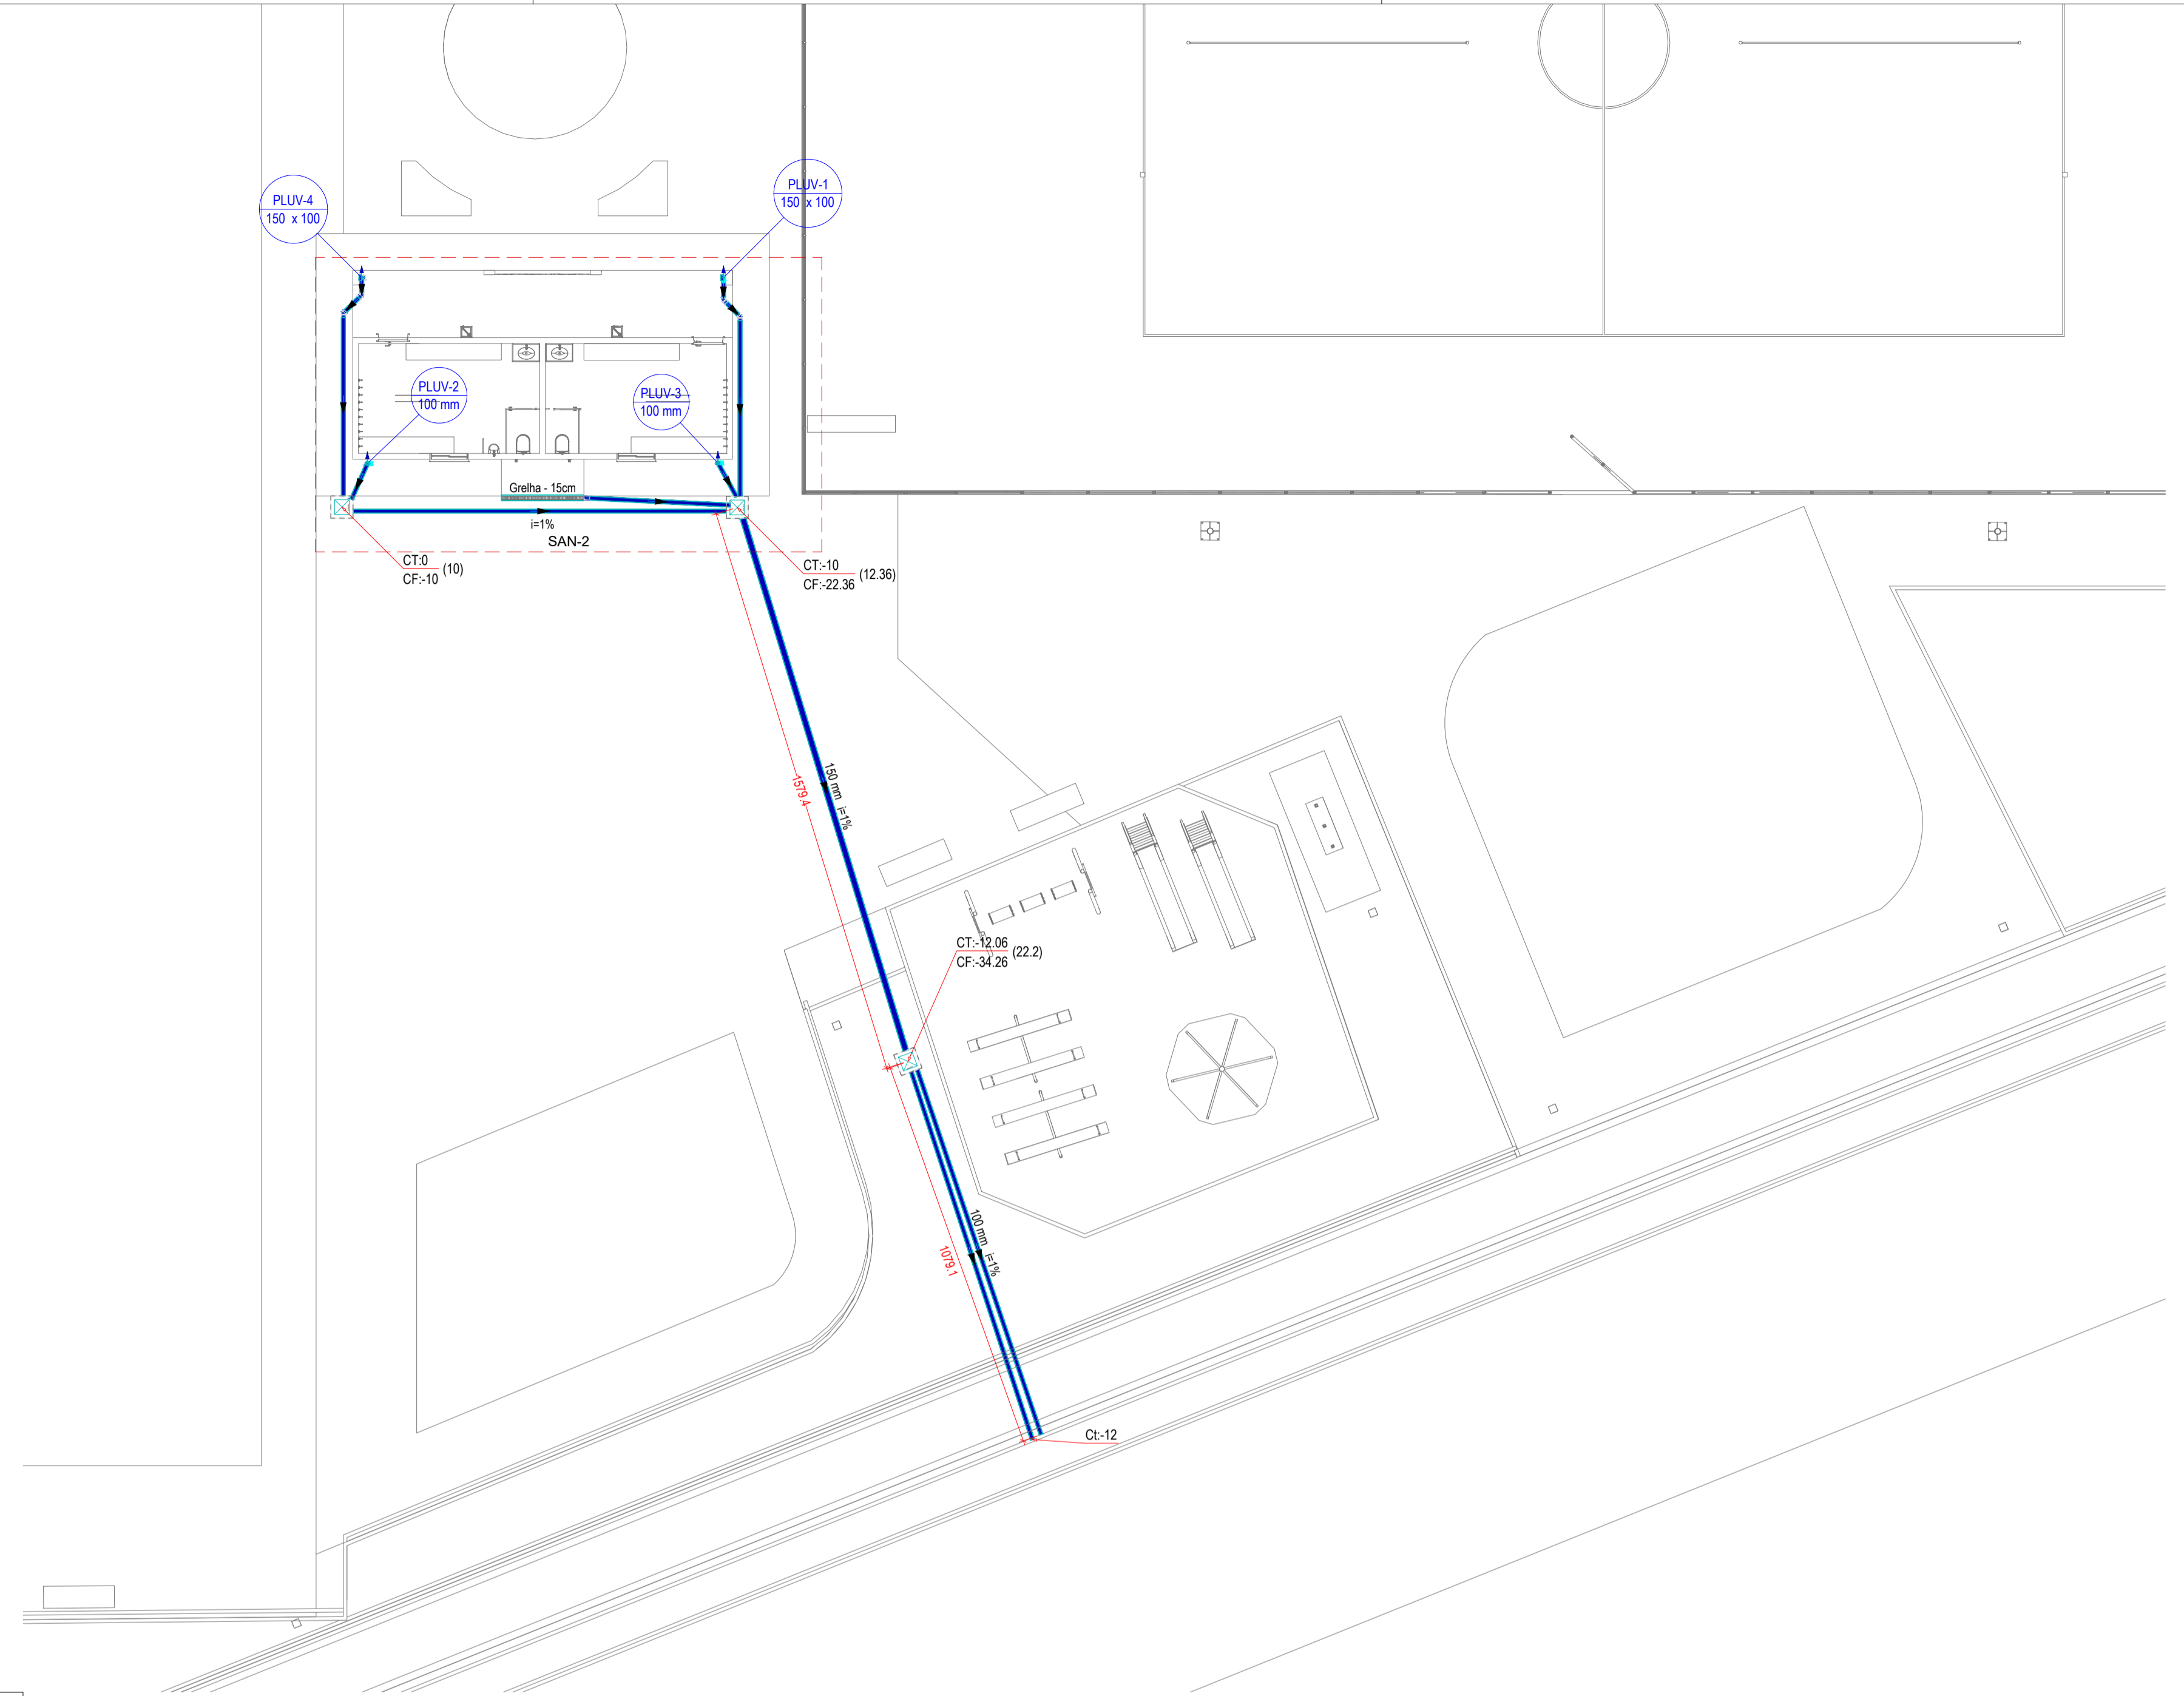 PLUV-4
150 x 100
PLUV-1
150 x 100
PLUV-2
100 mm
PLUV-3
100 mm
Grelha - 15cm
i=1%
SAN-2
CT:0
CF:-10
(10)
CT:-10
CF:-22.36
(12.36)
1579.4
150 mm i=1%
CT:-12.06
CF:-34.26
(22.2)
1079.1
100 mm i=1%
Ct:-12